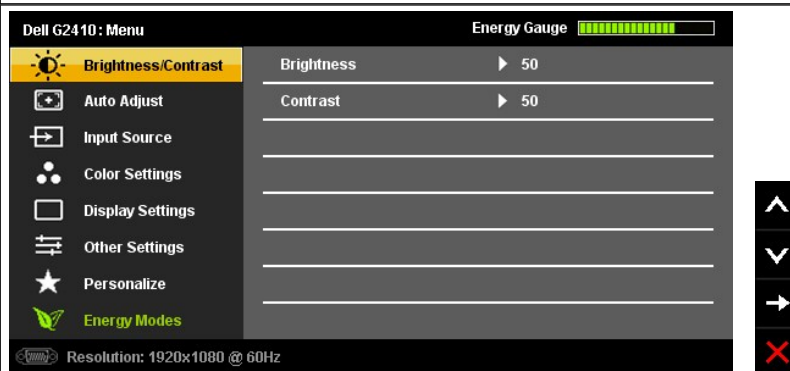 Dell G2410 : Menu Energy Gauge
Brightness/Contrast Brightness 50
Auto Adjust Contrast 50
Input Source
Color Settings
Display Settings
Other Settings
Personalize
Energy Modes
Resolution: 1920x1080 @ 60Hz